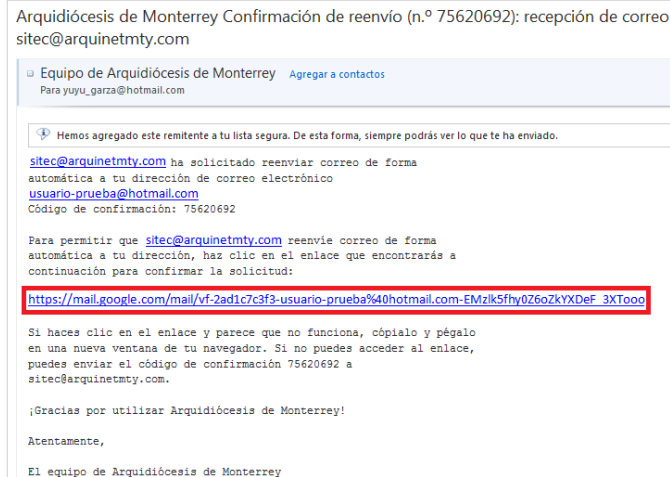 Arquidiócesis de Monterrey Confirmación de reenvío (n.º 75620692): recepción de correo
sitec@arquinetmty.com
Equipo de Arquidiócesis de Monterrey Agregar a contactos
Para yuyu_garza@hotmail.com
Hemos agregado este remitente a tu lista segura. De esta forma, siempre podrás ver lo que te ha enviado.
sitec@arquinetmty.com ha solicitado reenviar correo de forma
automática a tu dirección de correo electrónico
usuario-prueba@hotmail.com
Código de confirmación: 75620692
Para permitir que sitec@arquinetmty.com reenvíe correo de forma
automática a tu dirección, haz clic en el enlace que encontrarás a
continuación para confirmar la solicitud:
https://mail.google.com/mail/vf-2ad1c7c3f3-usuario-prueba%40hotmail.com-EMzlk5fhy0Z6oZkYXDeF_3XTooo
Si haces clic en el enlace y parece que no funciona, cópialo y pégalo
en una nueva ventana de tu navegador. Si no puedes acceder al enlace,
puedes enviar el código de confirmación 75620692 a
sitec@arquinetmty.com.
¡Gracias por utilizar Arquidiócesis de Monterrey!
Atentamente,
El equipo de Arquidiócesis de Monterrey